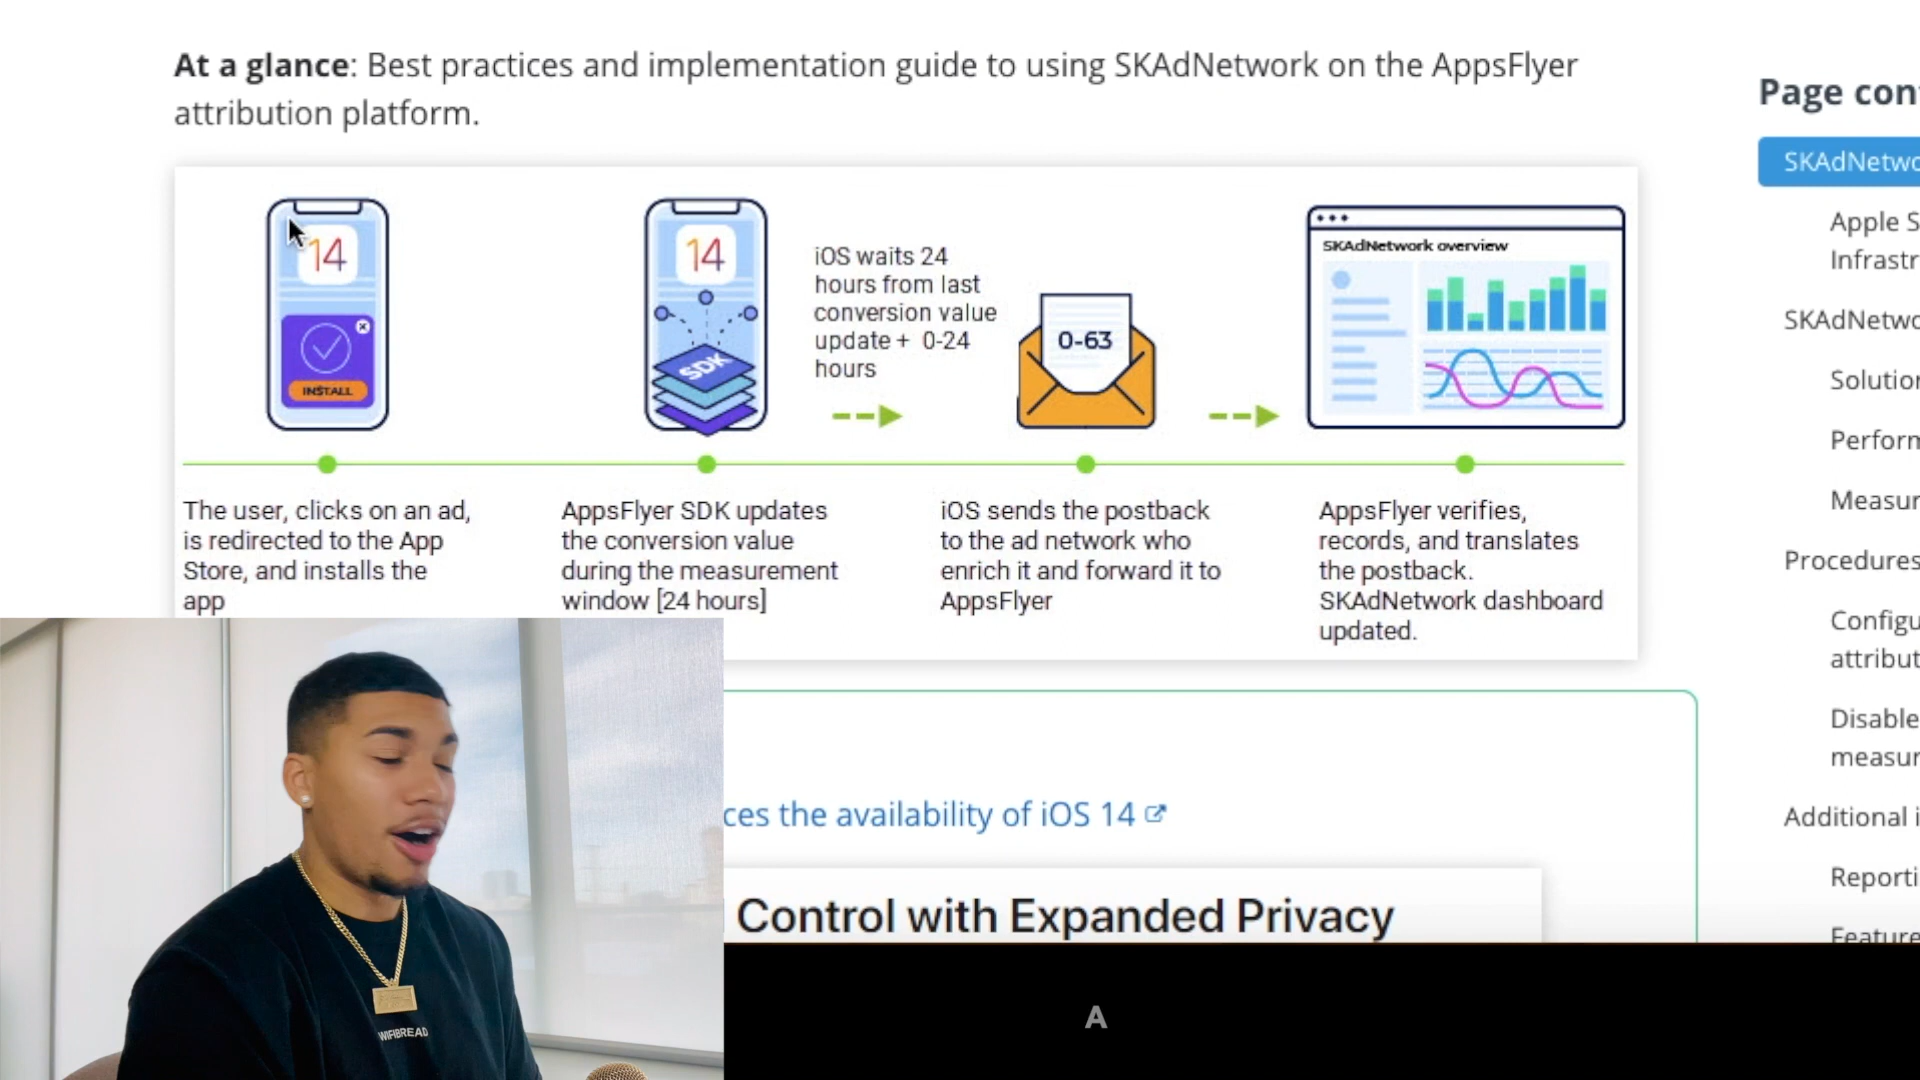 At a glance: Best practices and implementation guide to using SKAdNetwork on the AppsFlyer
attribution platform.
14
INSTALL
The user, clicks on an ad,
is redirected to the App
Store, and installs the
app
14
SDK
AppsFlyer SDK updates
the conversion value
during the measurement
window [24 hours]
iOS waits 24
hours from last
conversion value
update + 0-24
hours
0-63
iOS sends the postback
to the ad network who
enrich it and forward it to
AppsFlyer
SKAdNetwork overview
AppsFlyer verifies,
records, and translates
the postback.
SKAdNetwork dashboard
updated.
ces the availability of iOS 14
Control with Expanded Privacy
Page con
SKAdNetwo
Apple S
Infrastr
SKAdNetwo
Solution
Perform
Measur
Procedures
Configu
attribut
Disable
measur
Additional i
Reporti
Feature
WIFIBREAD
A